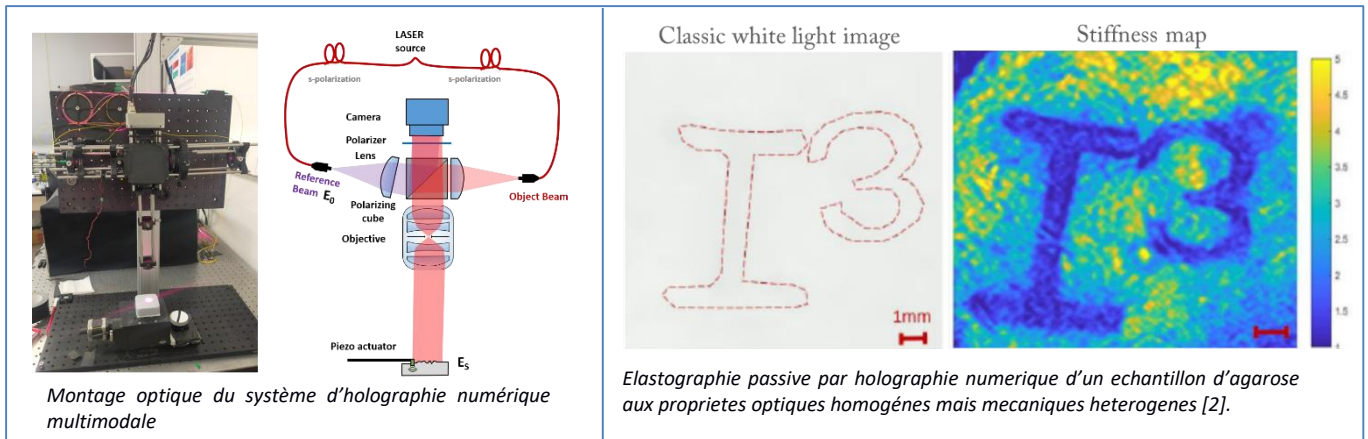 LASER
source
s-polarization
s-polarization
Camera
Polarizer
Lens
Reference
Beam E0
Object Beam
Polarizing
cube
Objective
Piezo actuator
ES
Montage optique du système d'holographie numérique
multimodale
Classic white light image
Stiffness map
1mm
5
4.5
4
3.5
3
2.5
2
1.5
1
Elastographie passive par holographie numerique d'un echantillon d'agarose
aux proprietes optiques homogénes mais mecaniques heterogenes [2].